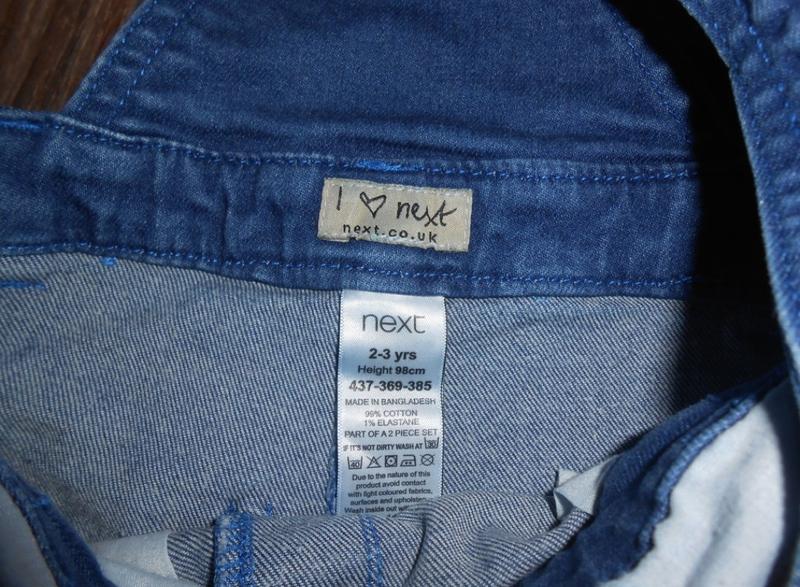 I ♡ next
next.co.uk
next
2-3 yrs
Height 98cm
437-369-385
MADE IN BANGLADESH
99% COTTON
1% ELASTANE
PART OF A 2 PIECE SET
IF IT'S NOT DIRTY WASH AT 30
40
Due to the nature of this
product avoid contact
with light coloured fabrics,
surfaces and
Wash inside out